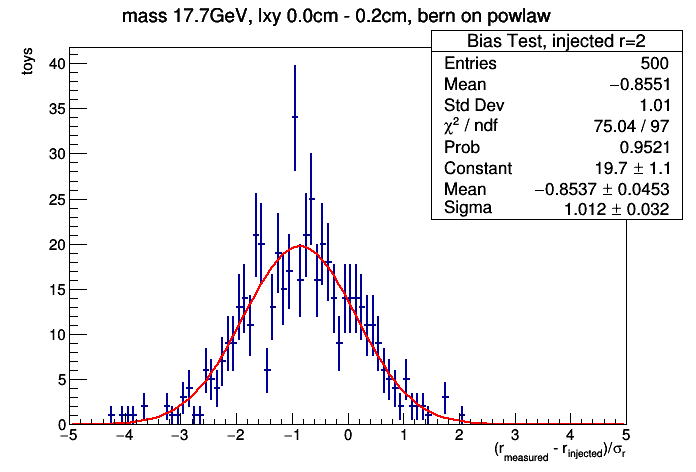 mass 17.7GeV, lxy 0.0cm - 0.2cm, bern on powlaw
Bias Test, injected r=2
Entries 500
Mean −0.8551
Std Dev 1.01
χ² / ndf 75.04 / 97
Prob 0.9521
Constant 19.7 ± 1.1
Mean −0.8537 ± 0.0453
Sigma 1.012 ± 0.032
toys
40
35
30
25
20
15
10
5
0
−5 −4 −3 −2 −1 0 1 2 3 4 5
(r_measured - r_injected)/σ_r